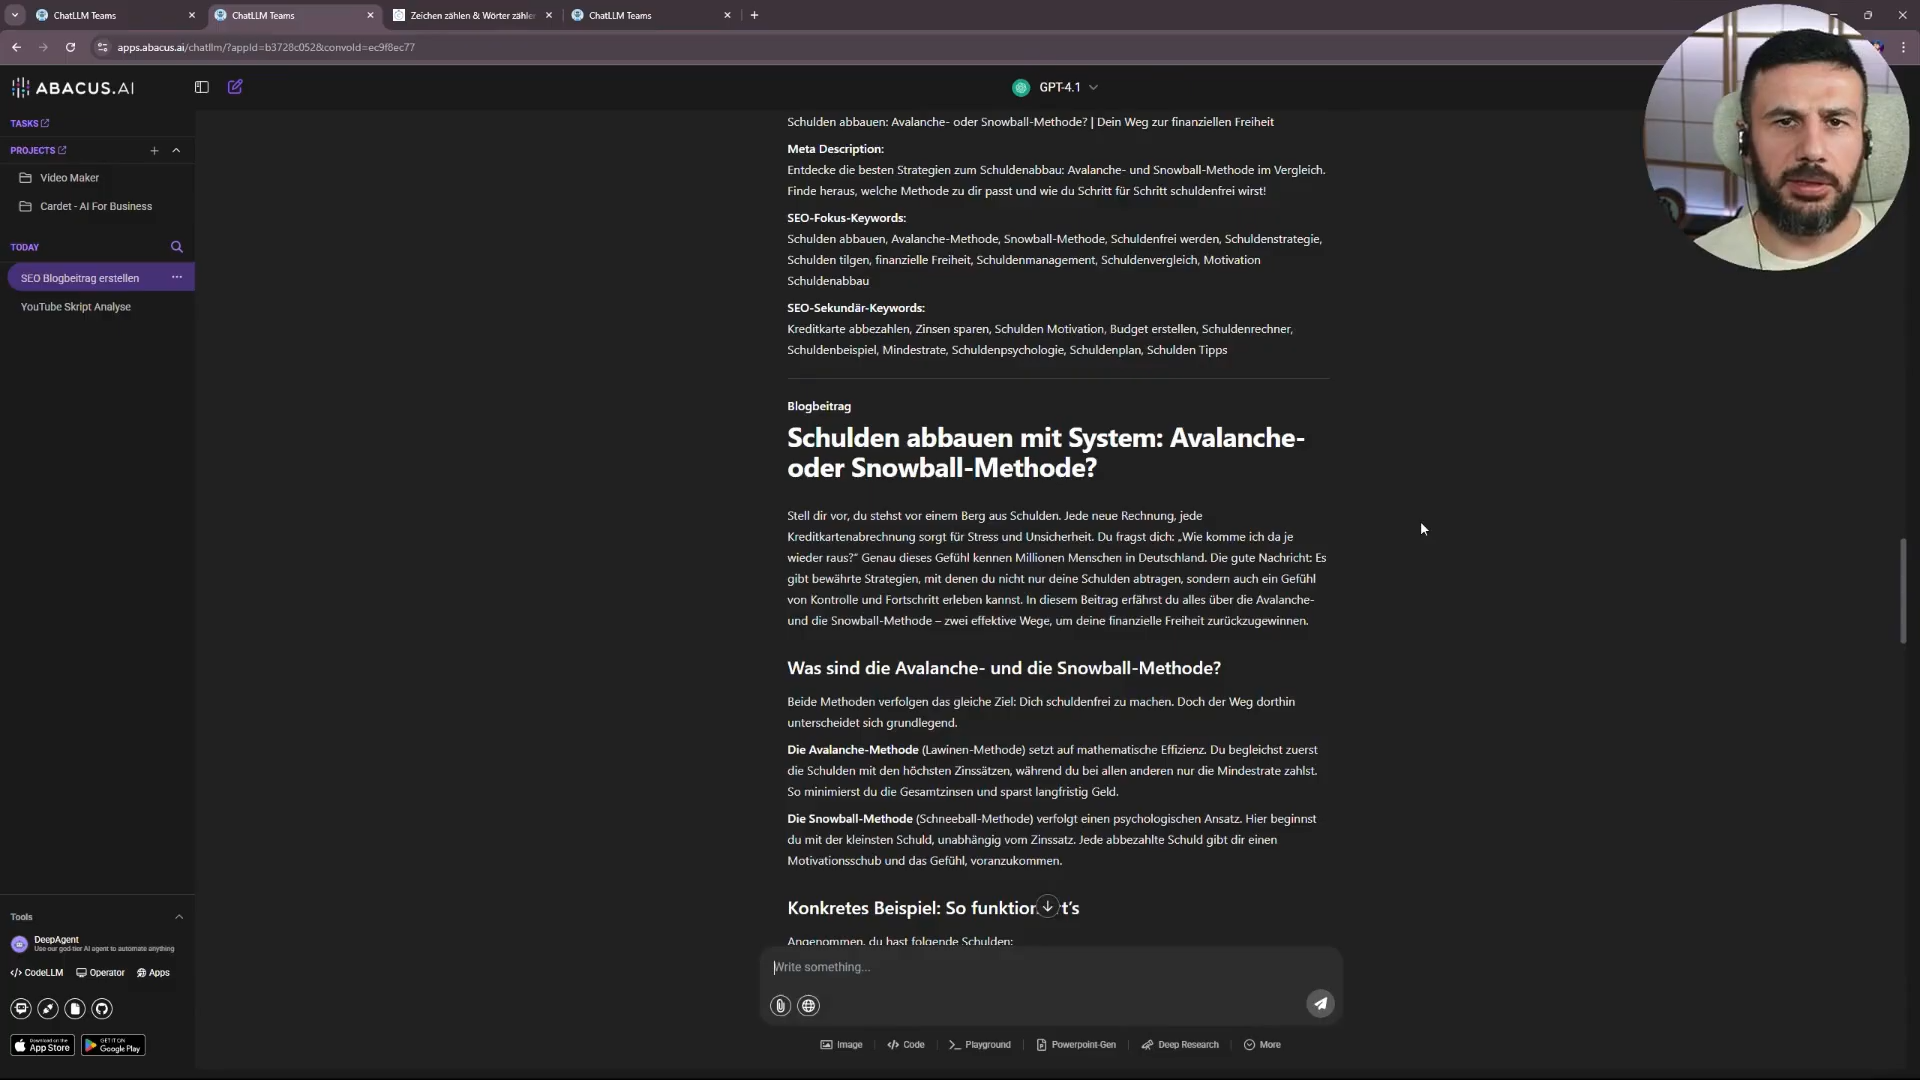 ChatLLM Teams
ChatLLM Teams
Zeichen zählen & Wörter zähle
ChatLLM Teams
apps.abacus.ai/chatllm/?appId=b3728c052&convoId=ec9f8ec77
ABACUS.AI
GPT-4.1
TASKS
PROJECTS
Video Maker
Cardet - AI For Business
TODAY
SEO Blogbeitrag erstellen
YouTube Skript Analyse
Schulden abbauen: Avalanche- oder Snowball-Methode? | Dein Weg zur finanziellen Freiheit
Meta Description:
Entdecke die besten Strategien zum Schuldenabbau: Avalanche- und Snowball-Methode im Vergleich.
Finde heraus, welche Methode zu dir passt und wie du Schritt für Schritt schuldenfrei wirst!
SEO-Fokus-Keywords:
Schulden abbauen, Avalanche-Methode, Snowball-Methode, Schuldenfrei werden, Schuldenstrategie,
Schulden tilgen, finanzielle Freiheit, Schuldenmanagement, Schuldenvergleich, Motivation
Schuldenabbau
SEO-Sekundär-Keywords:
Kreditkarte abbezahlen, Zinsen sparen, Schulden Motivation, Budget erstellen, Schuldenrechner,
Schuldenbeispiel, Mindestrate, Schuldenpsychologie, Schuldenplan, Schulden Tipps
Blogbeitrag
Schulden abbauen mit System: Avalanche-
oder Snowball-Methode?
Stell dir vor, du stehst vor einem Berg aus Schulden. Jede neue Rechnung, jede
Kreditkartenabrechnung sorgt für Stress und Unsicherheit. Du fragst dich: „Wie komme ich da je
wieder raus?“ Genau dieses Gefühl kennen Millionen Menschen in Deutschland. Die gute Nachricht: Es
gibt bewährte Strategien, mit denen du nicht nur deine Schulden abtragen, sondern auch ein Gefühl
von Kontrolle und Fortschritt erleben kannst. In diesem Beitrag erfährst du alles über die Avalanche-
und die Snowball-Methode – zwei effektive Wege, um deine finanzielle Freiheit zurückzugewinnen.
Was sind die Avalanche- und die Snowball-Methode?
Beide Methoden verfolgen das gleiche Ziel: Dich schuldenfrei zu machen. Doch der Weg dorthin
unterscheidet sich grundlegend.
Die Avalanche-Methode (Lawinen-Methode) setzt auf mathematische Effizienz. Du begleichst zuerst
die Schulden mit den höchsten Zinssätzen, während du bei allen anderen nur die Mindestrate zahlst.
So minimierst du die Gesamtzinsen und sparst langfristig Geld.
Die Snowball-Methode (Schneeball-Methode) verfolgt einen psychologischen Ansatz. Hier beginnst
du mit der kleinsten Schuld, unabhängig vom Zinssatz. Jede abbezahlte Schuld gibt dir einen
Motivationsschub und das Gefühl, voranzukommen.
Konkretes Beispiel: So funktioniert's
Angenommen, du hast folgende Schulden:
Write something...
Image
Code
Playground
Powerpoint-Gen
Deep Research
More
Tools
DeepAgent
Use our god-tier AI agent to automate anything
</> CodeLLM
Operator
Apps
Download on the
App Store
GET IT ON
Google Play